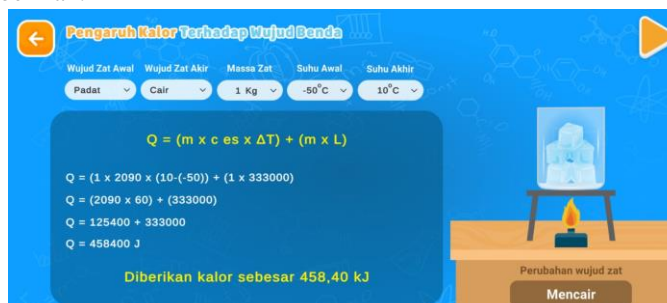 Pengaruh Kalor Terhadap Wujud Benda
Wujud Zat Awal Wujud Zat Akir Massa Zat Suhu Awal Suhu Akhir
Padat Cair 1 Kg -50°C 10°C
Q = (m x c es x ΔT) + (m x L)
Q = (1 x 2090 x (10-(-50)) + (1 x 333000)
Q = (2090 x 60) + (333000)
Q = 125400 + 333000
Q = 458400 J
Diberikan kalor sebesar 458,40 kJ
Perubahan wujud zat
Mencair